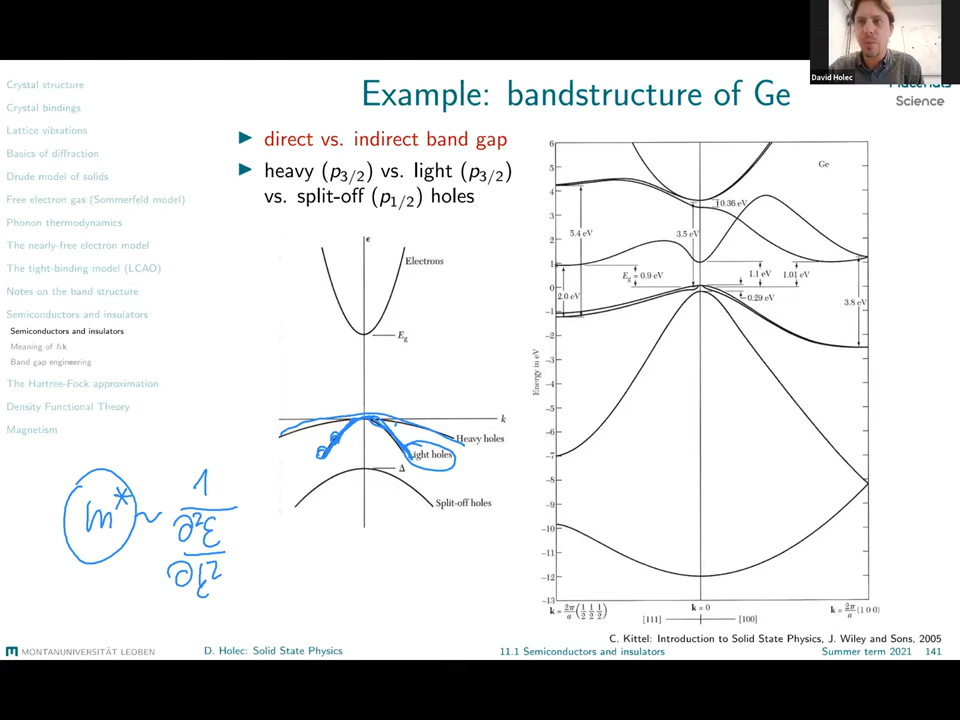 David Holec
Materials
Science
Example: bandstructure of Ge
Crystal structure
Crystal bindings
Lattice vibrations
Basics of diffraction
Drude model of solids
Free electron gas (Sommerfeld model)
Phonon thermodynamics
The nearly-free electron model
The tight-binding model (LCAO)
Notes on the band structure
Semiconductors and insulators
Semiconductors and insulators
Meaning of ħk
Band gap engineering
The Hartree-Fock approximation
Density Functional Theory
Magnetism
▶ direct vs. indirect band gap
▶ heavy (p3/2) vs. light (p3/2)
vs. split-off (p1/2) holes
ϵ
Electrons
Eg
k
Heavy holes
Light holes
Δ
Split-off holes
m* ~ 1
∂²ε
∂k²
Ge
Energy in eV
6
5
4
3
2
1
0
−1
−2
−3
−4
−5
−6
−7
−8
−9
−10
−11
−12
−13
0.36 eV
5.4 eV
3.5 eV
Eg = 0.9 eV
1.1 eV
1.01 eV
2.0 eV
0.29 eV
3.8 eV
k = 2π/a (1/2 1/2 1/2)
k = 0
k = 2π/a (1 0 0)
[111]
[100]
C. Kittel: Introduction to Solid State Physics, J. Wiley and Sons, 2005
MONTANUNIVERSITÄT LEOBEN
D. Holec: Solid State Physics
11.1 Semiconductors and insulators
Summer term 2021 141